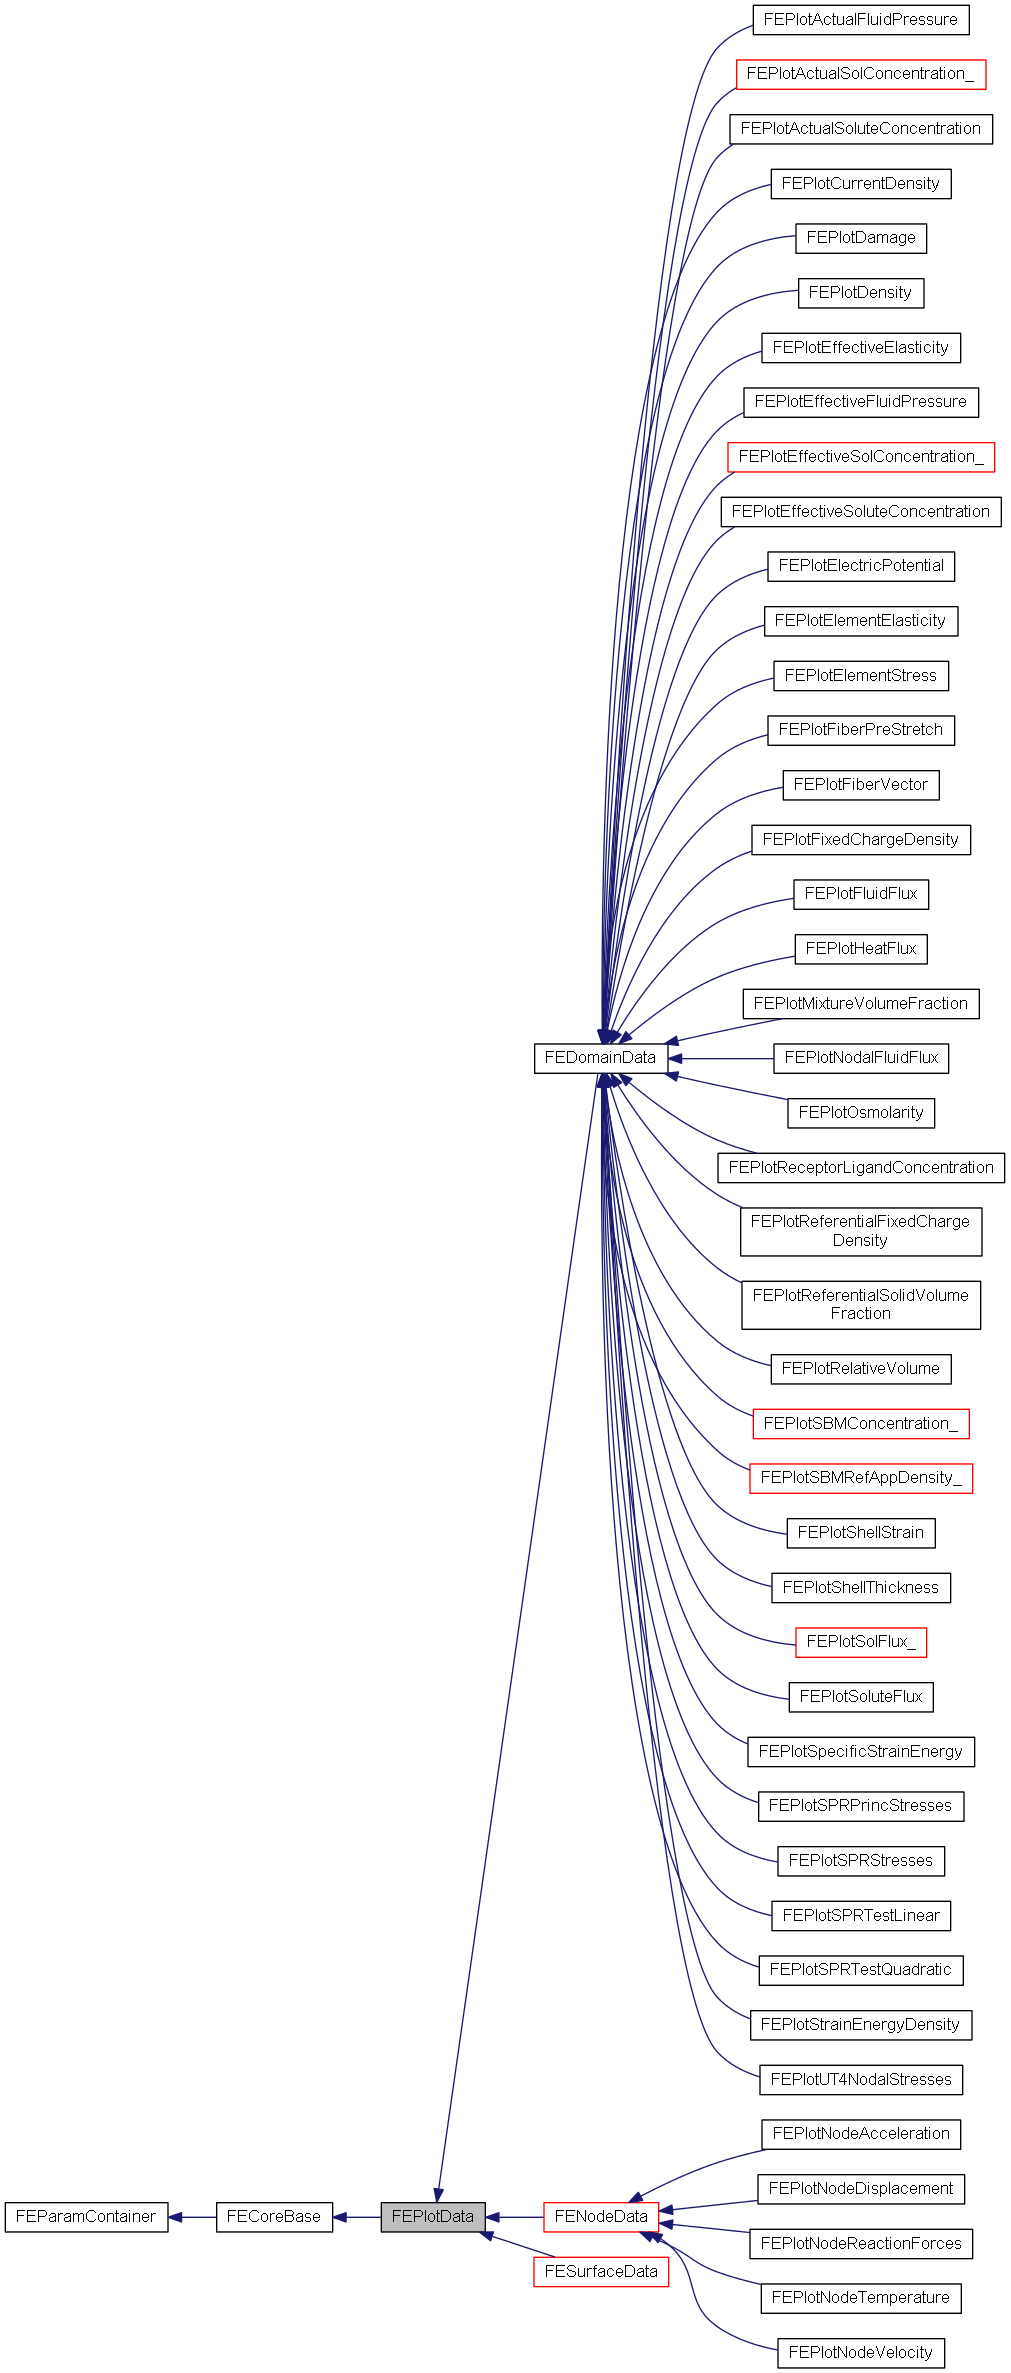 FEPlotActualFluidPressure
FEPlotActualSolConcentration_
FEPlotActualSoluteConcentration
FEPlotCurrentDensity
FEPlotDamage
FEPlotDensity
FEPlotEffectiveElasticity
FEPlotEffectiveFluidPressure
FEPlotEffectiveSolConcentration_
FEPlotEffectiveSoluteConcentration
FEPlotElectricPotential
FEPlotElementElasticity
FEPlotElementStress
FEPlotFiberPreStretch
FEPlotFiberVector
FEPlotFixedChargeDensity
FEPlotFluidFlux
FEPlotHeatFlux
FEPlotMixtureVolumeFraction
FEDomainData
FEPlotNodalFluidFlux
FEPlotOsmolarity
FEPlotReceptorLigandConcentration
FEPlotReferentialFixedCharge
Density
FEPlotReferentialSolidVolume
Fraction
FEPlotRelativeVolume
FEPlotSBMConcentration_
FEPlotSBMRefAppDensity_
FEPlotShellStrain
FEPlotShellThickness
FEPlotSolFlux_
FEPlotSoluteFlux
FEPlotSpecificStrainEnergy
FEPlotSPRPrincStresses
FEPlotSPRStresses
FEPlotSPRTestLinear
FEPlotSPRTestQuadratic
FEPlotStrainEnergyDensity
FEPlotUT4NodalStresses
FEPlotNodeAcceleration
FEPlotNodeDisplacement
FEParamContainer
FECoreBase
FEPlotData
FENodeData
FEPlotNodeReactionForces
FESurfaceData
FEPlotNodeTemperature
FEPlotNodeVelocity